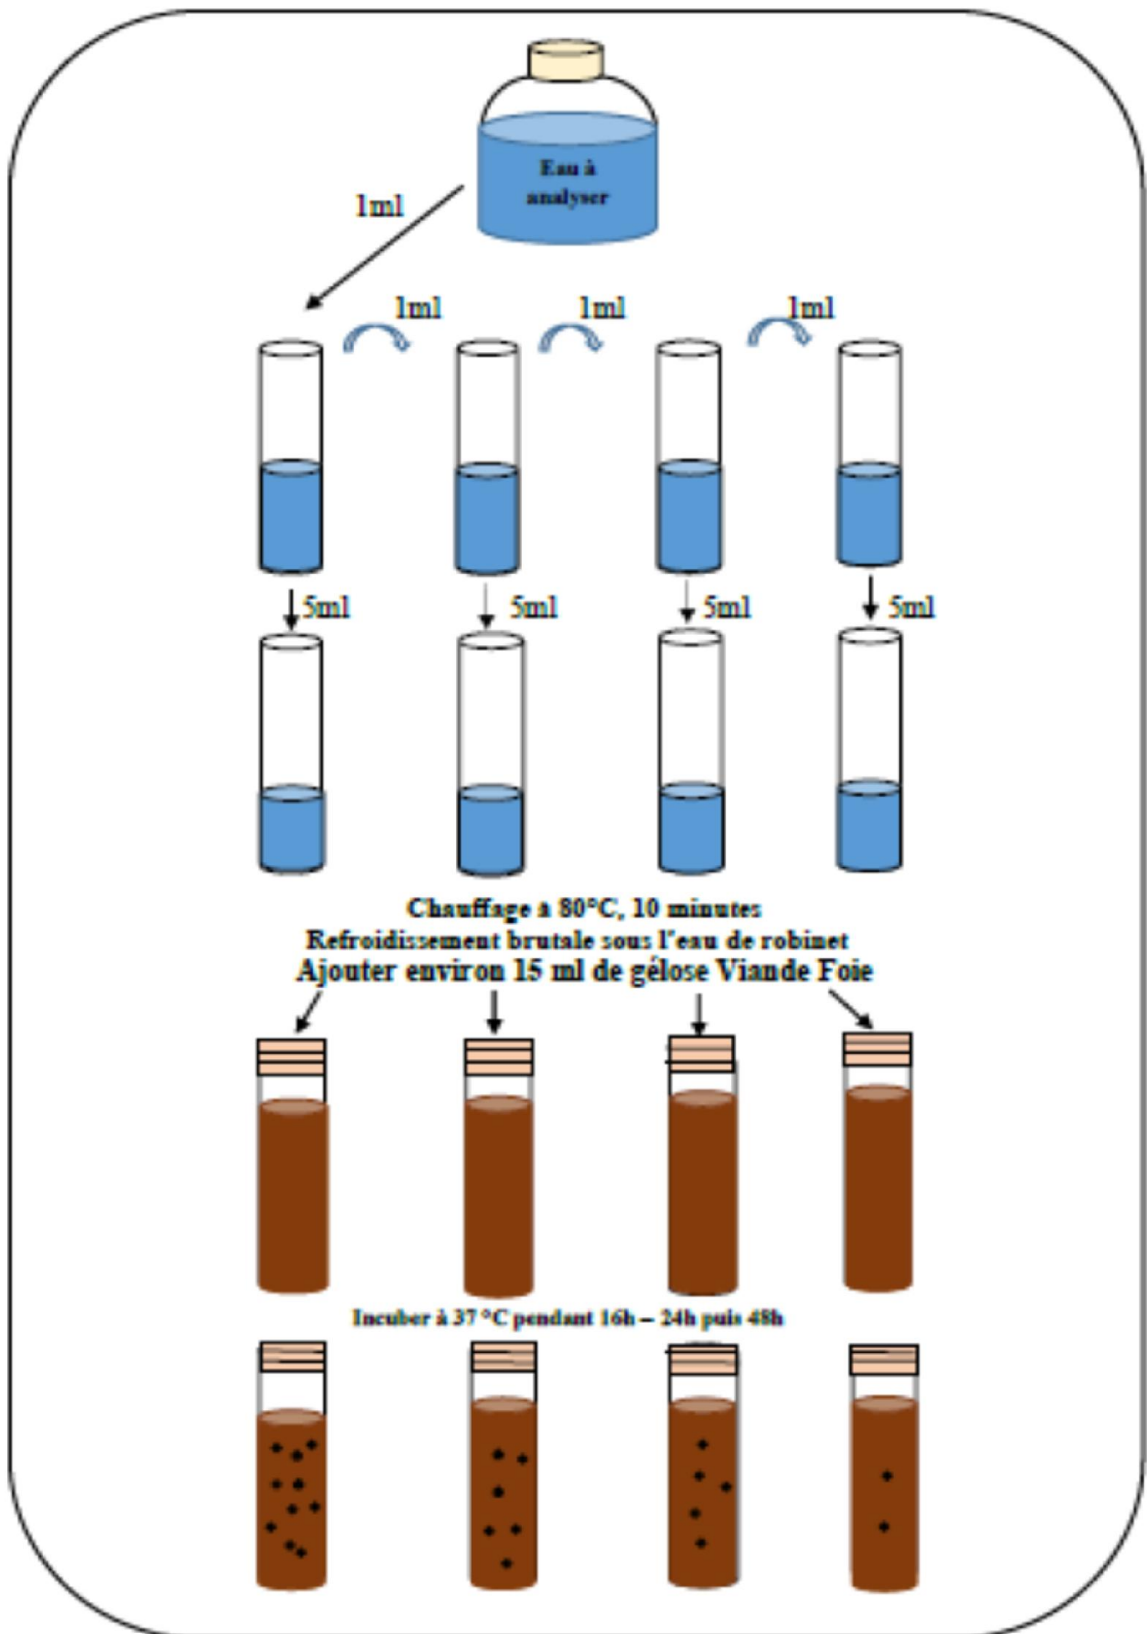 Eau à
analyser
1ml
1ml
1ml
1ml
5ml
5ml
5ml
5ml
Chauffage à 80°C, 10 minutes
Refroidissement brutale sous l'eau de robinet
Ajouter environ 15 ml de gélose Viande Foie
Incuber à 37 °C pendant 16h – 24h puis 48h